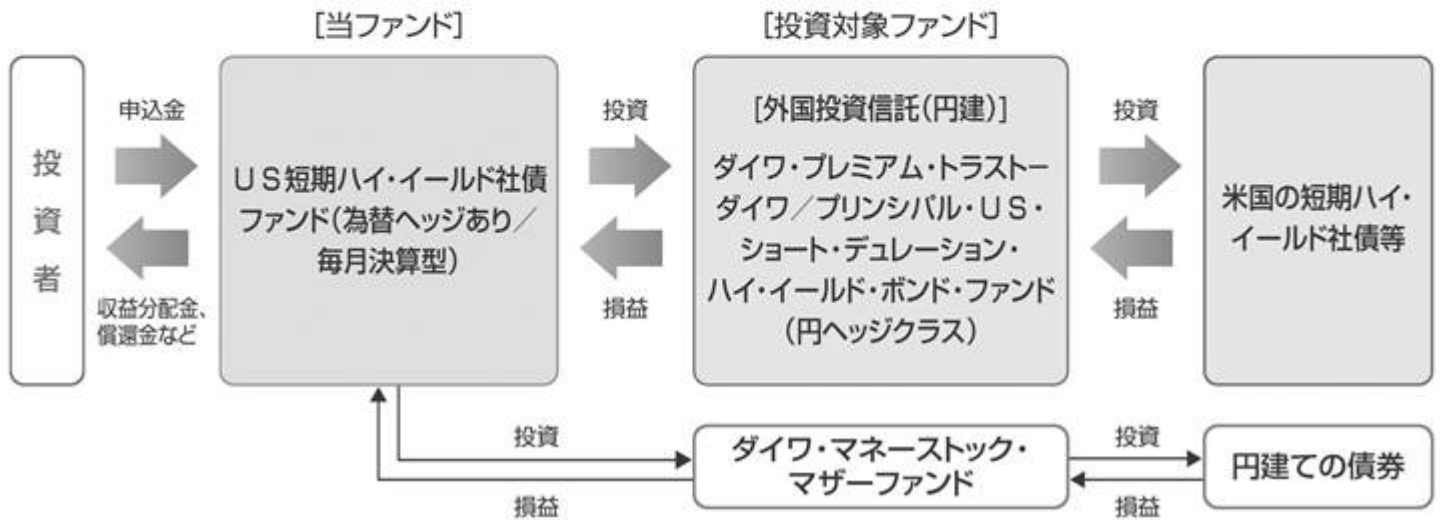 [当ファンド]
[投資対象ファンド]
投資者
申込金
収益分配金、
償還金など
US短期ハイ・イールド社債
ファンド(為替ヘッジあり/
毎月決算型)
投資
損益
[外国投資信託(円建)]
ダイワ・プレミアム・トラスト−
ダイワ/プリンシパル・US・
ショート・デュレーション・
ハイ・イールド・ボンド・ファンド
(円ヘッジクラス)
投資
損益
米国の短期ハイ・
イールド社債等
投資
損益
ダイワ・マネーストック・
マザーファンド
投資
損益
円建ての債券